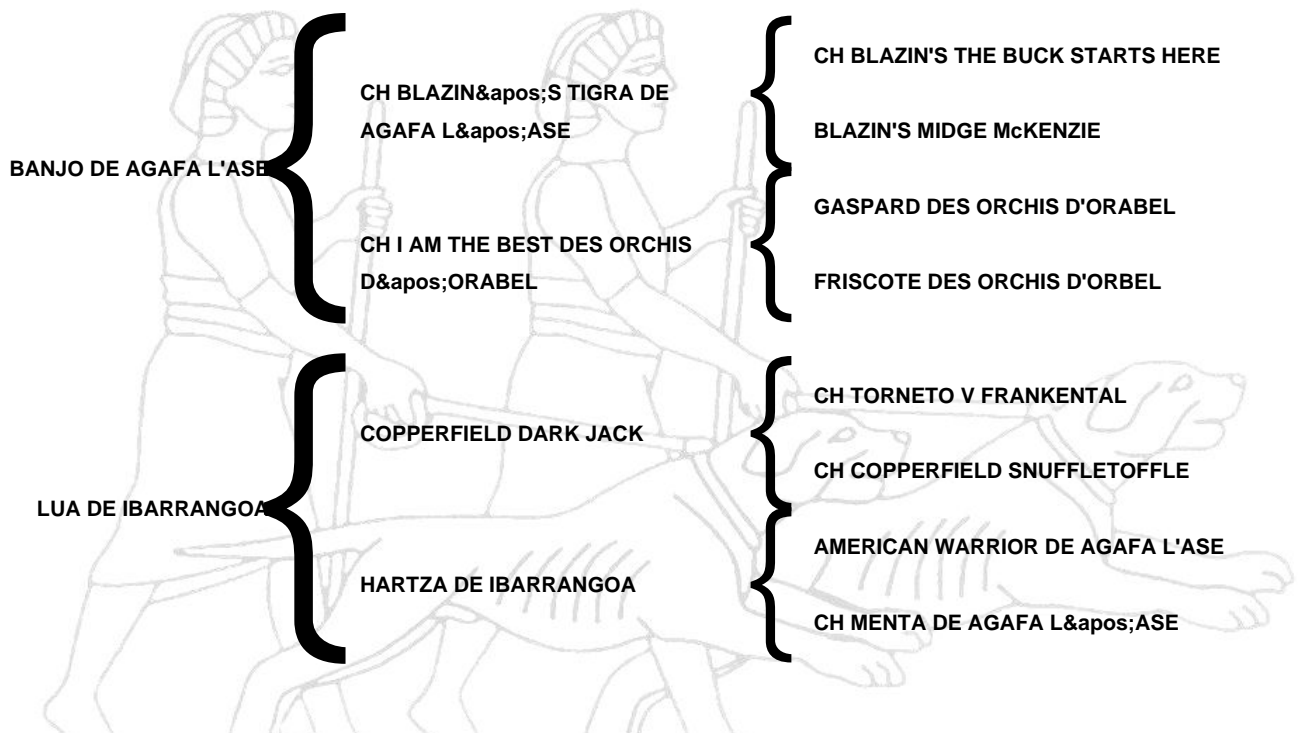 CH BLAZIN'S THE BUCK STARTS HERE
CH BLAZIN&apos;S TIGRA DE
AGAFA L&apos;ASE
BLAZIN'S MIDGE McKENZIE
BANJO DE AGAFA L'ASE
GASPARD DES ORCHIS D'ORABEL
CH I AM THE BEST DES ORCHIS
D&apos;ORABEL
FRISCOTE DES ORCHIS D'ORBEL
CH TORNETO V FRANKENTAL
COPPERFIELD DARK JACK
CH COPPERFIELD SNUFFLETOFFLE
LUA DE IBARRANGOA
AMERICAN WARRIOR DE AGAFA L'ASE
HARTZA DE IBARRANGOA
CH MENTA DE AGAFA L&apos;ASE